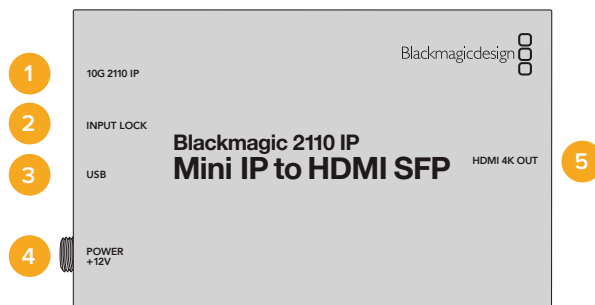 1
10G 2110 IP
Blackmagicdesign
2
INPUT LOCK
Blackmagic 2110 IP
Mini IP to HDMI SFP
3
USB
HDMI 4K OUT
5
4
POWER
+12V